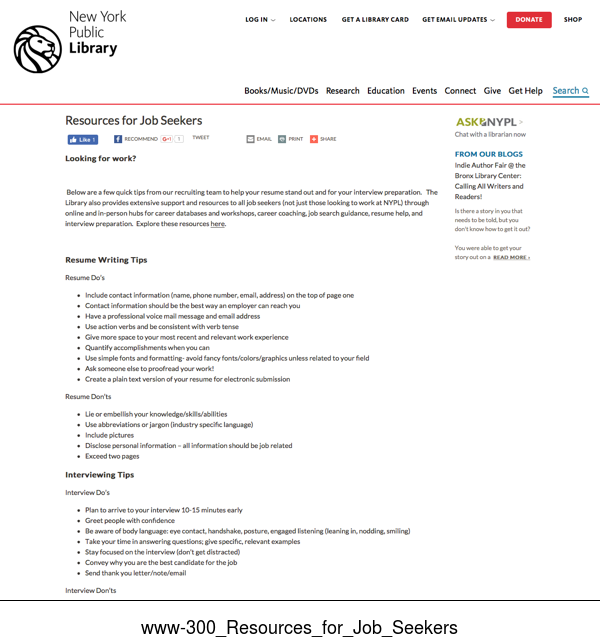 New York
Public
Library
LOG IN
LOCATIONS
GET A LIBRARY CARD
GET EMAIL UPDATES
DONATE
SHOP
Books/Music/DVDs Research Education Events Connect Give Get Help Search
Resources for Job Seekers
Like 1
RECOMMEND
G+1 1
TWEET
EMAIL
PRINT
SHARE
Looking for work?
Below are a few quick tips from our recruiting team to help your resume stand out and for your interview preparation. The
Library also provides extensive support and resources to all job seekers (not just those looking to work at NYPL) through
online and in-person hubs for career databases and workshops, career coaching, job search guidance, resume help, and
interview preparation. Explore these resources here.
Resume Writing Tips
Resume Do's
• Include contact information (name, phone number, email, address) on the top of page one
• Contact information should be the best way an employer can reach you
• Have a professional voice mail message and email address
• Use action verbs and be consistent with verb tense
• Give more space to your most recent and relevant work experience
• Quantify accomplishments when you can
• Use simple fonts and formatting- avoid fancy fonts/colors/graphics unless related to your field
• Ask someone else to proofread your work!
• Create a plain text version of your resume for electronic submission
Resume Don'ts
• Lie or embellish your knowledge/skills/abilities
• Use abbreviations or jargon (industry specific language)
• Include pictures
• Disclose personal information – all information should be job related
• Exceed two pages
Interviewing Tips
Interview Do's
• Plan to arrive to your interview 10-15 minutes early
• Greet people with confidence
• Be aware of body language: eye contact, handshake, posture, engaged listening (leaning in, nodding, smiling)
• Take your time in answering questions; give specific, relevant examples
• Stay focused on the interview (don't get distracted)
• Convey why you are the best candidate for the job
• Send thank you letter/note/email
Interview Don'ts
ASK NYPL >
Chat with a librarian now
FROM OUR BLOGS
Indie Author Fair @ the
Bronx Library Center:
Calling All Writers and
Readers!
Is there a story in you that
needs to be told, but you
don't know how to get it out?
You were able to get your
story out on a READ MORE ›
www-300_Resources_for_Job_Seekers